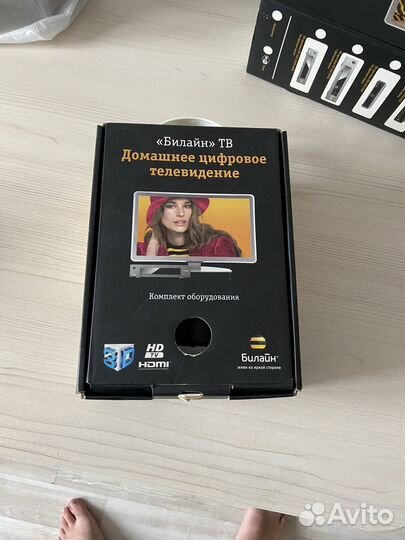 «Билайн» ТВ
Домашнее цифровое
телевидение
Комплект оборудования
3D
HD
TV
HDMI
Билайн®
живи на яркой стороне
Avito